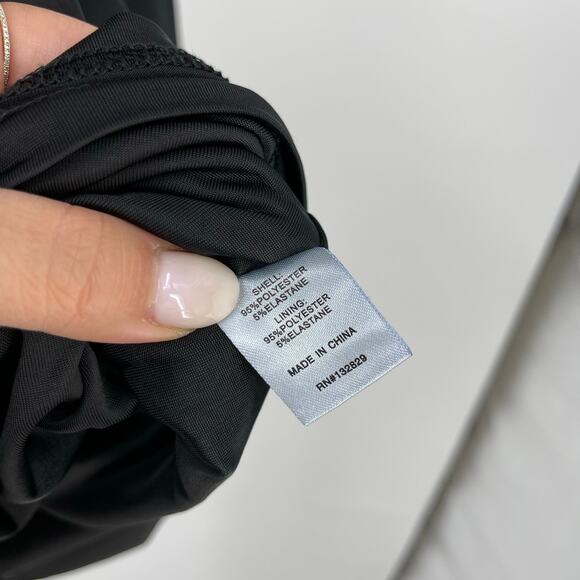 SHELL:
95%POLYESTER
5%ELASTANE
LINING:
95%POLYESTER
5%ELASTANE
MADE IN CHINA
RN#132829